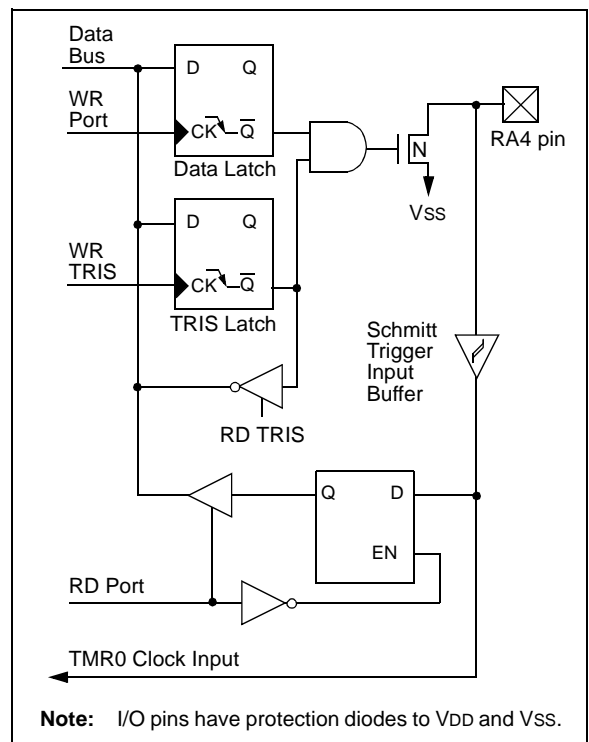 Data
Bus
D Q
WR
Port
CK Q̅
Data Latch
N
RA4 pin
VSS
D Q
WR
TRIS
CK Q̅
TRIS Latch
Schmitt
Trigger
Input
Buffer
RD TRIS
Q D
EN
RD Port
TMR0 Clock Input
Note: I/O pins have protection diodes to VDD and VSS.